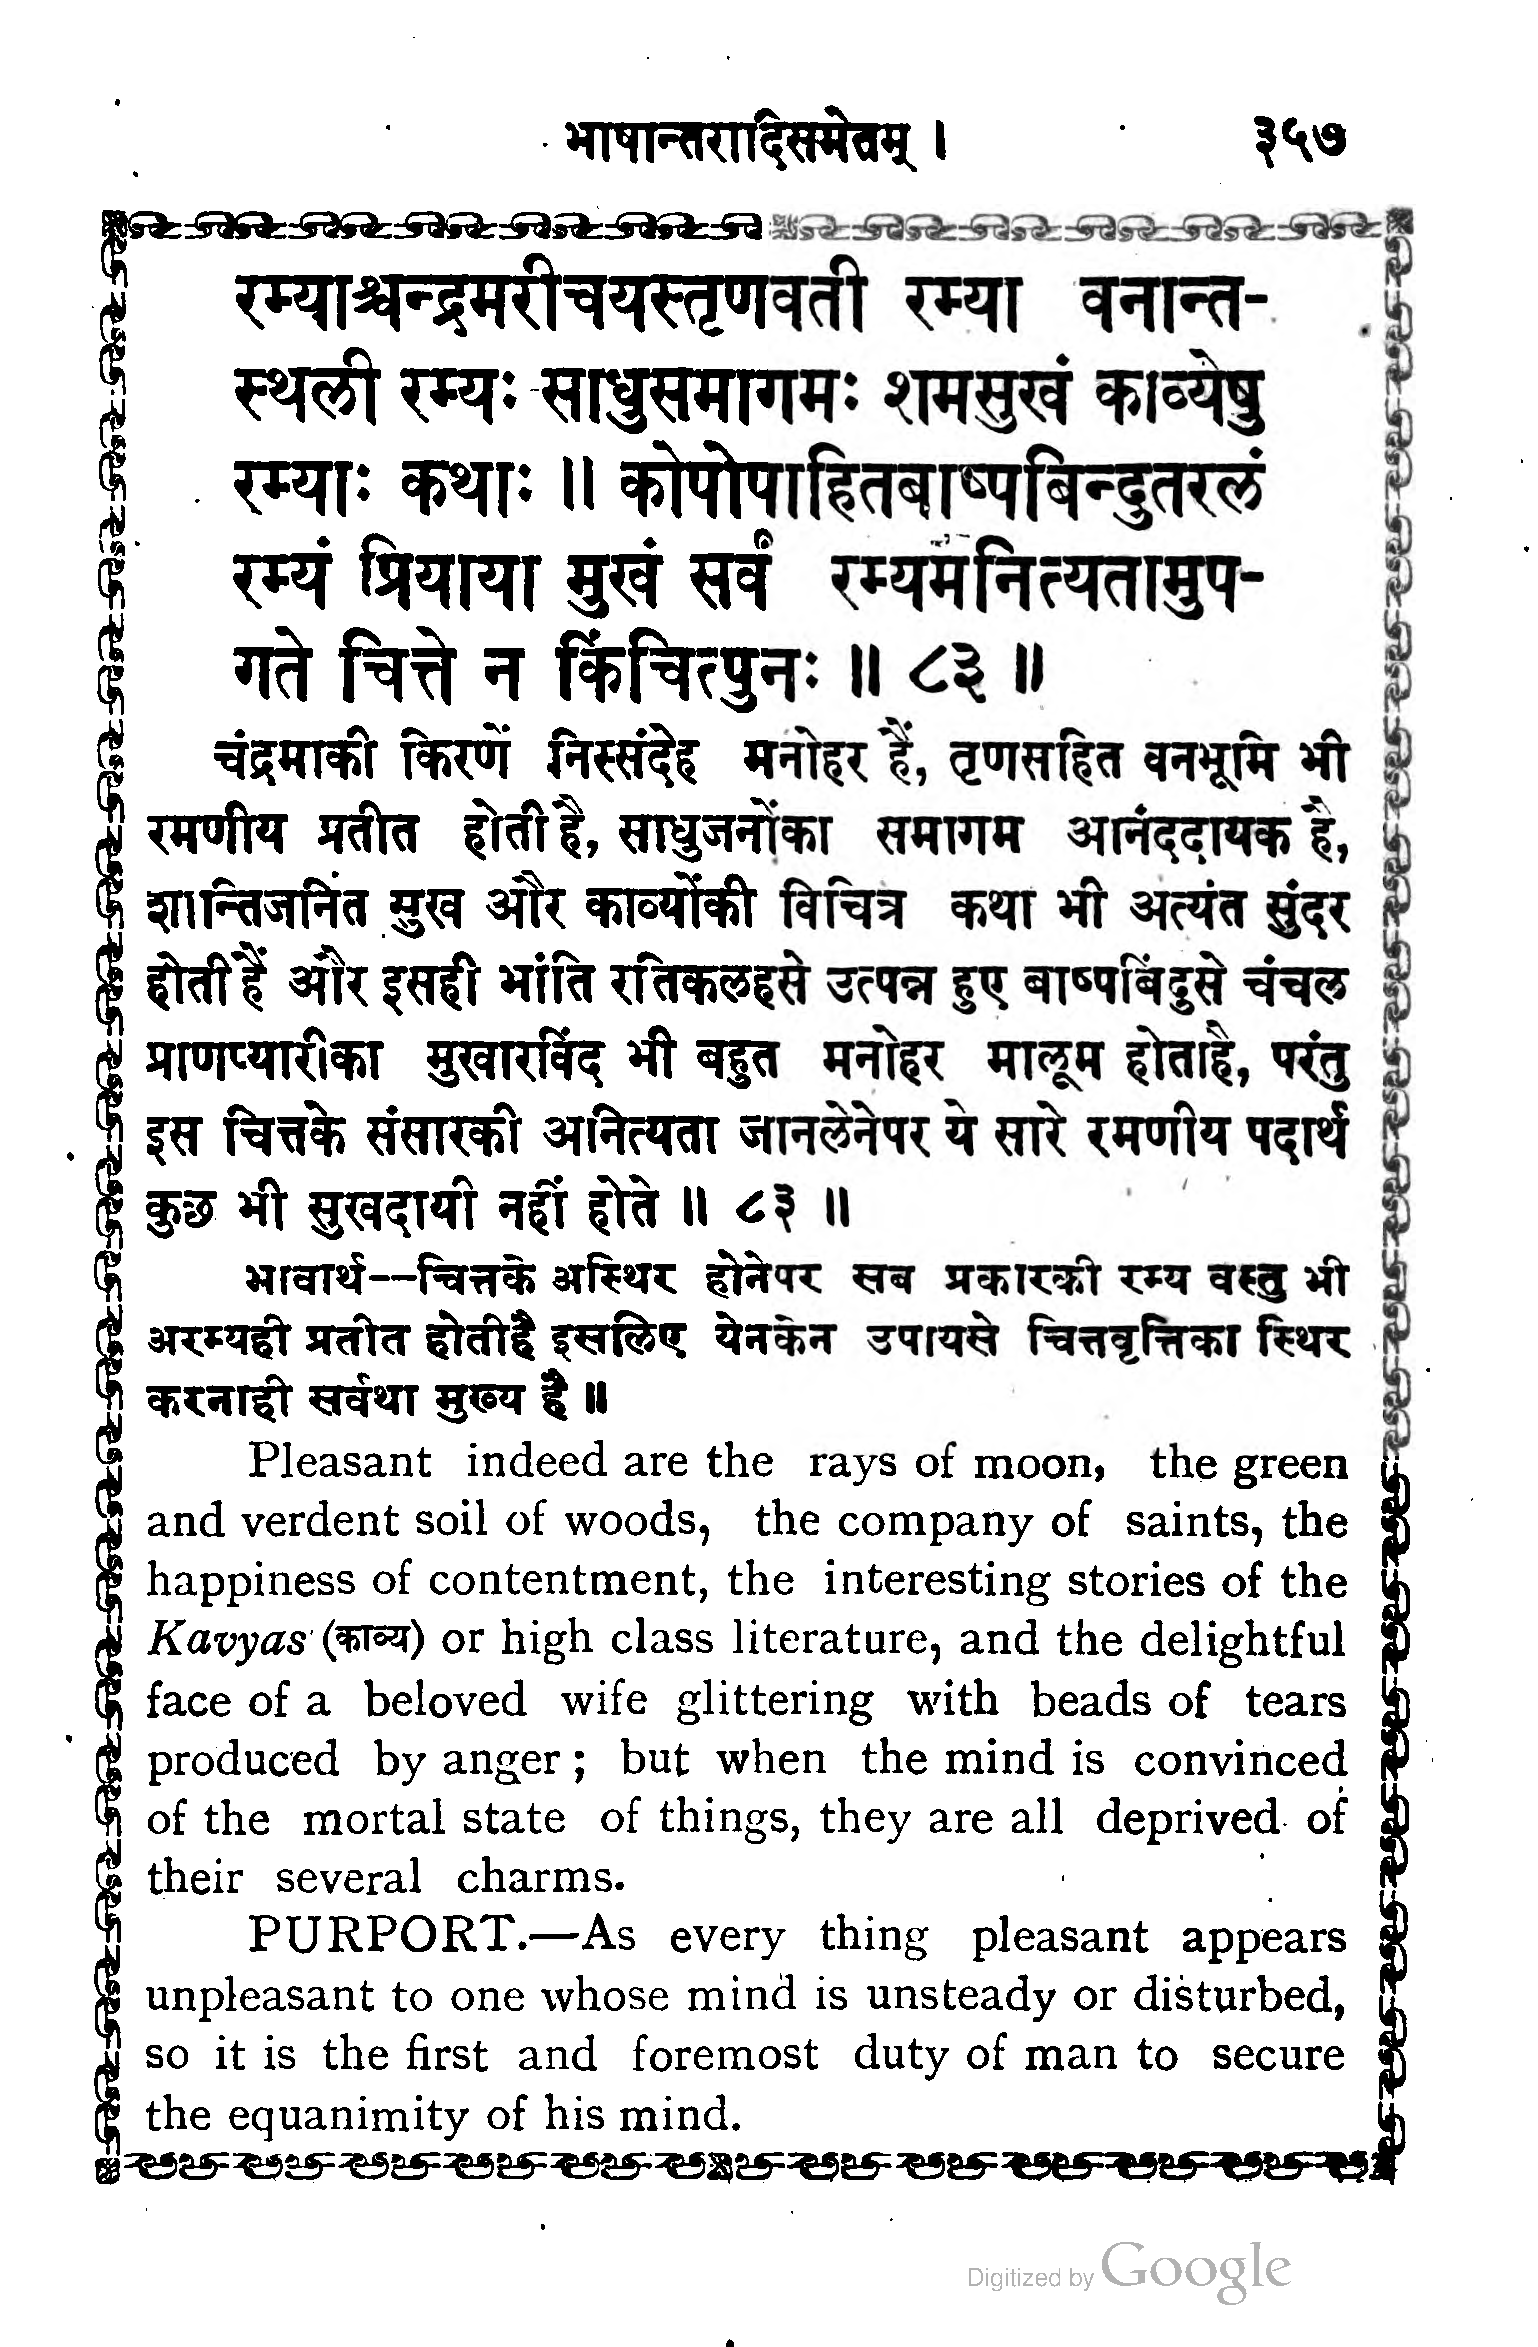 भाषान्तरादिसमेतम् । ३५७
रम्याश्चन्द्रमरीचयस्तृणवती रम्या वनान्त-
स्थली रम्यः साधुसमागमः शमसुखं काव्येषु
रम्याः कथाः ॥ कोपोपाहितबाष्पबिन्दुतरलं
रम्यं प्रियाया मुखं सर्वं रम्यमनित्यतामुप-
गते चित्ते न किंचित्पुनः ॥ ८३ ॥
चंद्रमाकी किरणें निस्संदेह मनोहर हैं, तृणसहित वनभूमि भी
रमणीय प्रतीत होती है, साधुजनोंका समागम आनंददायक है,
शान्तिजनित मुख और काव्योंकी विचित्र कथा भी अत्यंत सुंदर
होती हैं और इसही भांति रतिकलहसे उत्पन्न हुए बाष्पबिंदुसे चंचल
प्राणप्यारीका मुखारविंद भी बहुत मनोहर मालूम होताहै, परंतु
इस चित्तके संसारकी अनित्यता जानलेनेपर ये सारे रमणीय पदार्थ
कुछ भी सुखदायी नहीं होते ॥ ८३ ॥
भावार्थ--चित्तके अस्थिर होनेपर सब प्रकारकी रम्य वस्तु भी
अरम्यही प्रतीत होतीहै इसलिए येनकेन उपायसे चित्तवृत्तिका स्थिर
करनाही सर्वथा मुख्य है ॥
Pleasant indeed are the rays of moon, the green
and verdent soil of woods, the company of saints, the
happiness of contentment, the interesting stories of the
Kavyas (काव्य) or high class literature, and the delightful
face of a beloved wife glittering with beads of tears
produced by anger ; but when the mind is convinced
of the mortal state of things, they are all deprived of
their several charms.
PURPORT.—As every thing pleasant appears
unpleasant to one whose mind is unsteady or disturbed,
so it is the first and foremost duty of man to secure
the equanimity of his mind.
Digitized by Google